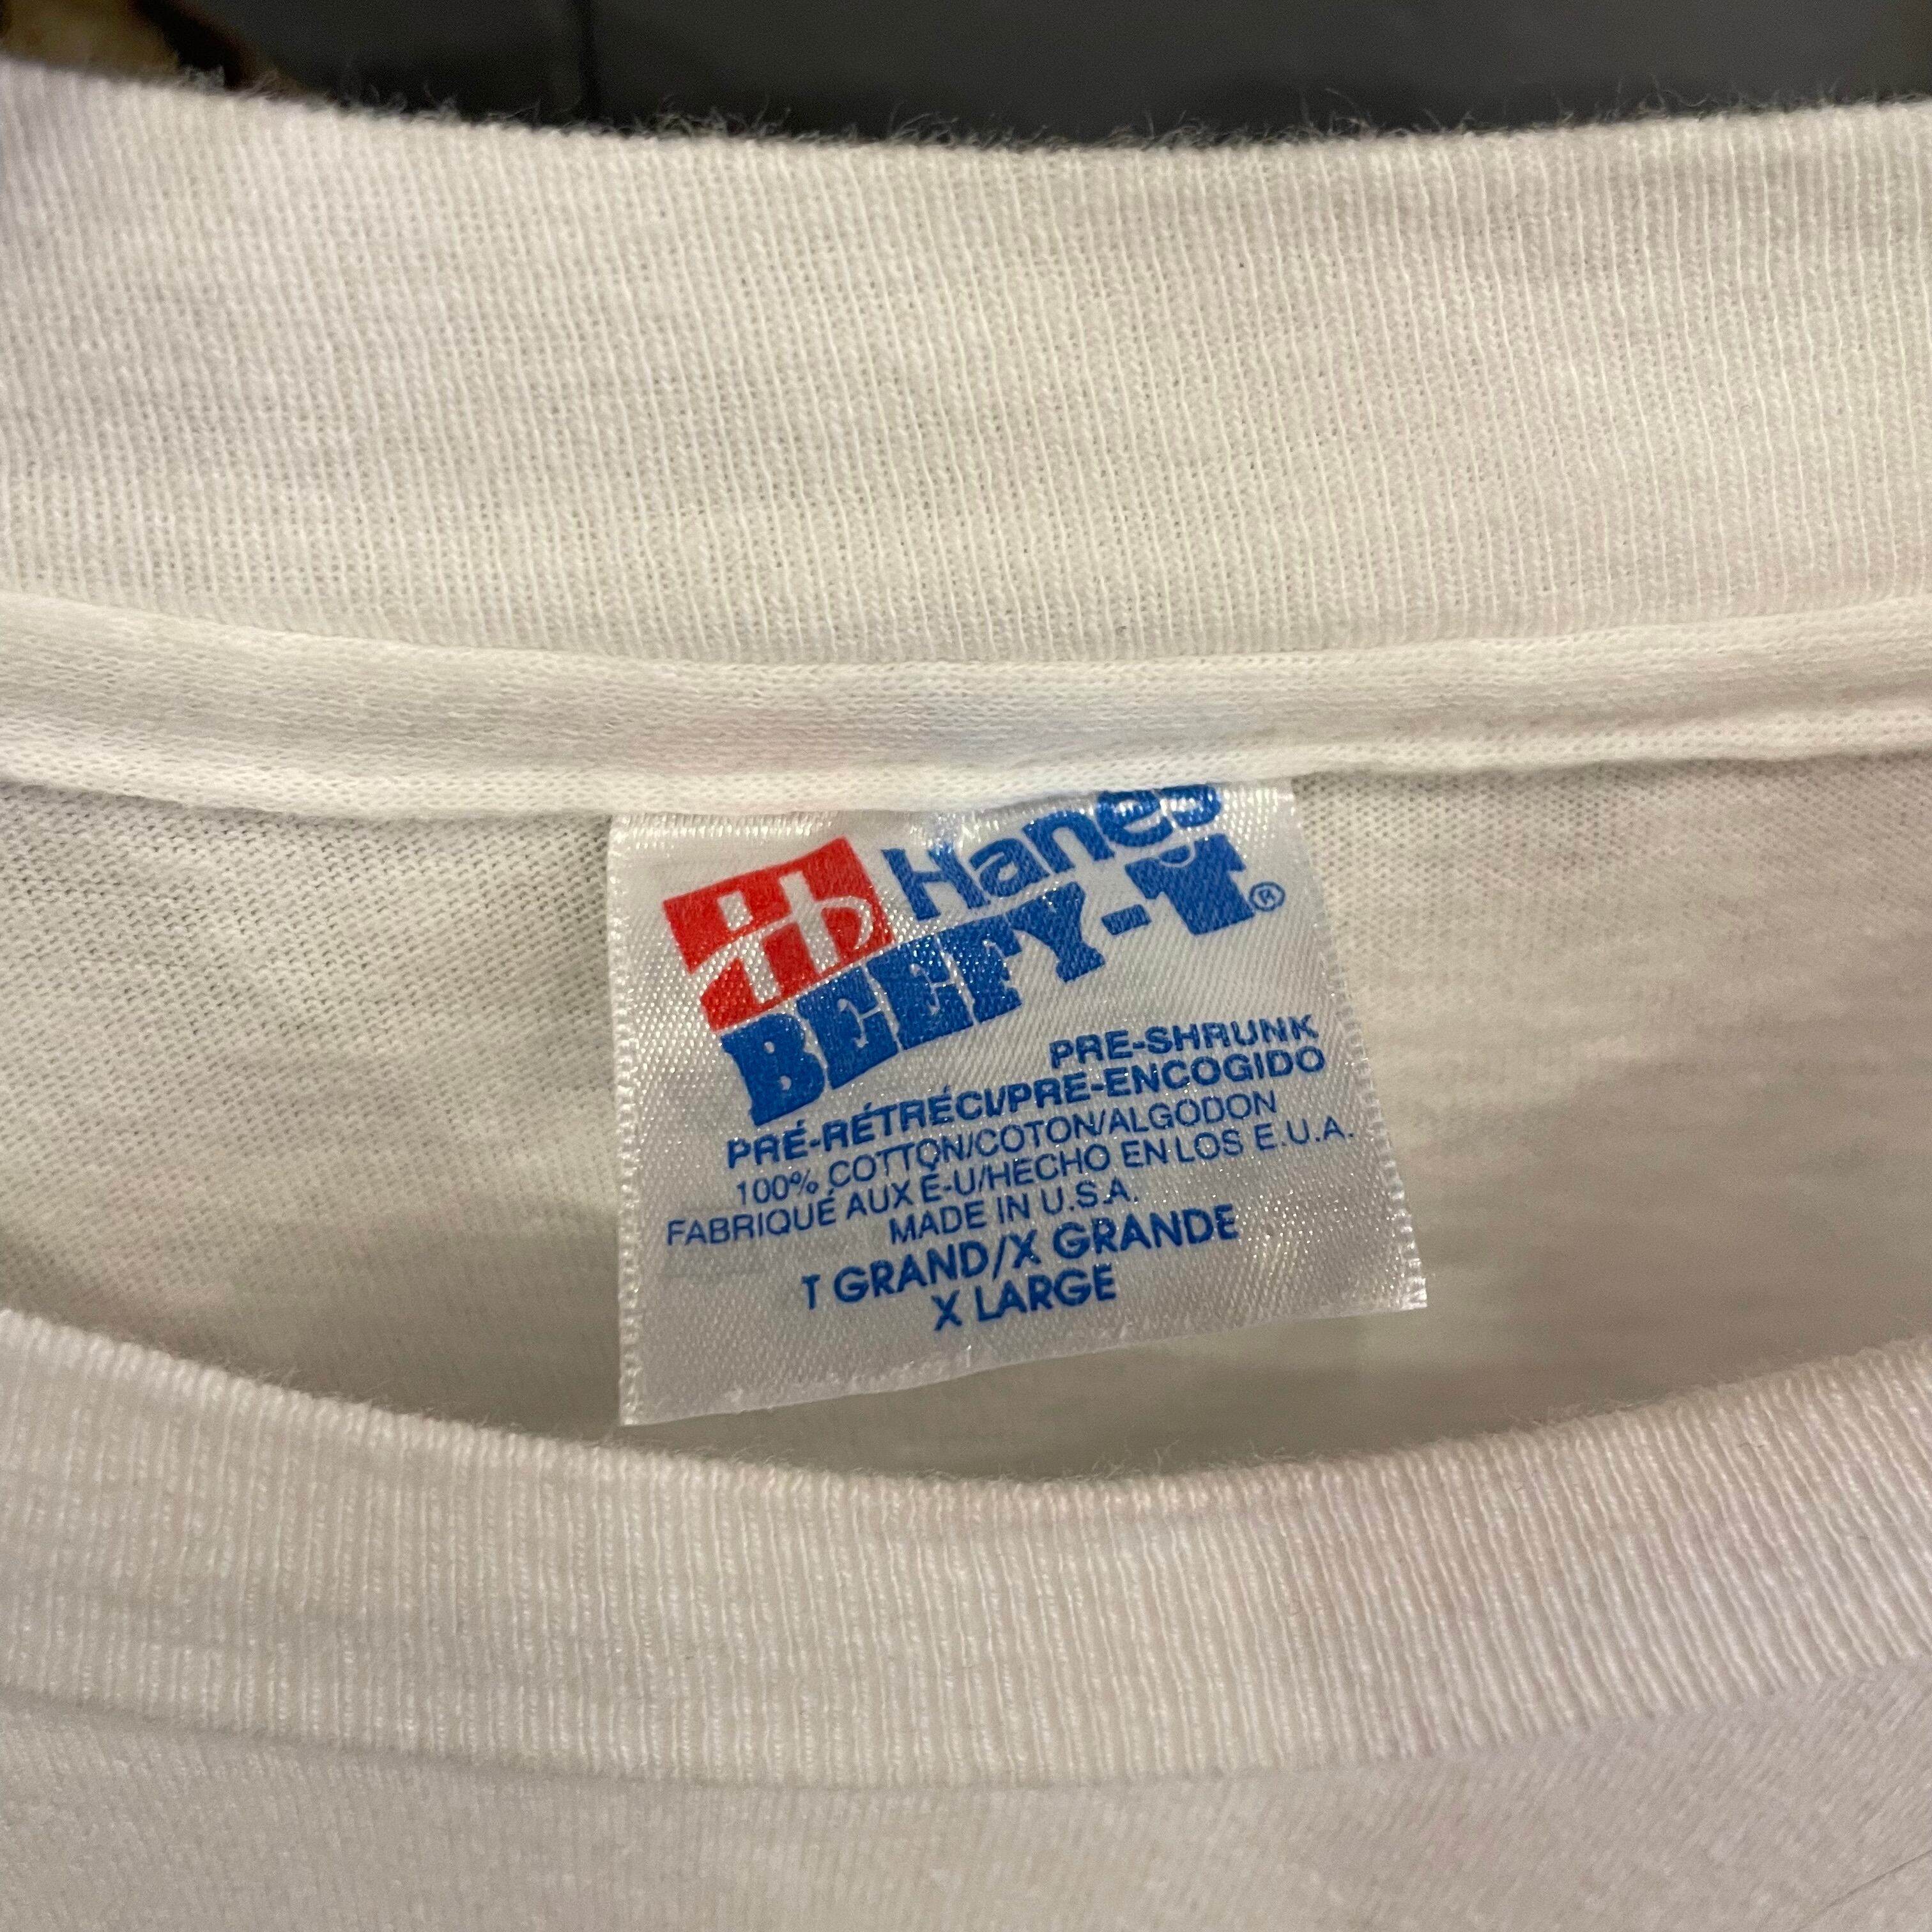 Hanes
BEEFY-T®
PRE-SHRUNK
PRÉ-RÉTRÉCI/PRE-ENCOGIDO
100% COTTON/COTON/ALGODON
FABRIQUÉ AUX É-U/HECHO EN LOS E.U.A.
MADE IN U.S.A.
T GRAND/X GRANDE
X LARGE